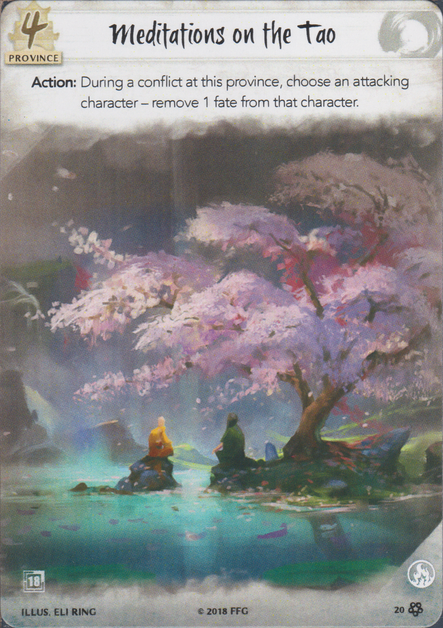 4
PROVINCE
Meditations on the Tao
Action: During a conflict at this province, choose an attacking
character – remove 1 fate from that character.
18
ILLUS. ELI RING
© 2018 FFG
20